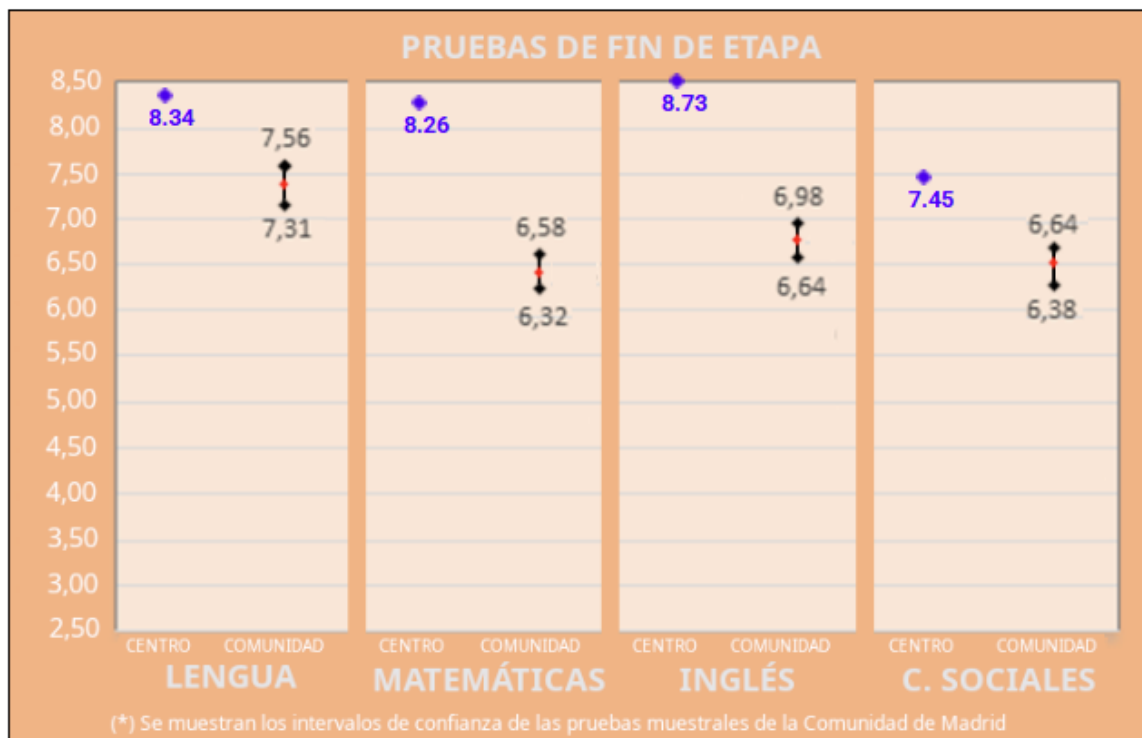 PRUEBAS DE FIN DE ETAPA
8,50
8,00
7,50
7,00
6,50
6,00
5,50
5,00
4,50
4,00
3,50
3,00
2,50
8.34
7,56
7,31
CENTRO COMUNIDAD
LENGUA
8.26
6,58
6,32
CENTRO COMUNIDAD
MATEMÁTICAS
8.73
6,98
6,64
CENTRO COMUNIDAD
INGLÉS
7.45
6,64
6,38
CENTRO COMUNIDAD
C. SOCIALES
(*) Se muestran los intervalos de confianza de las pruebas muestrales de la Comunidad de Madrid